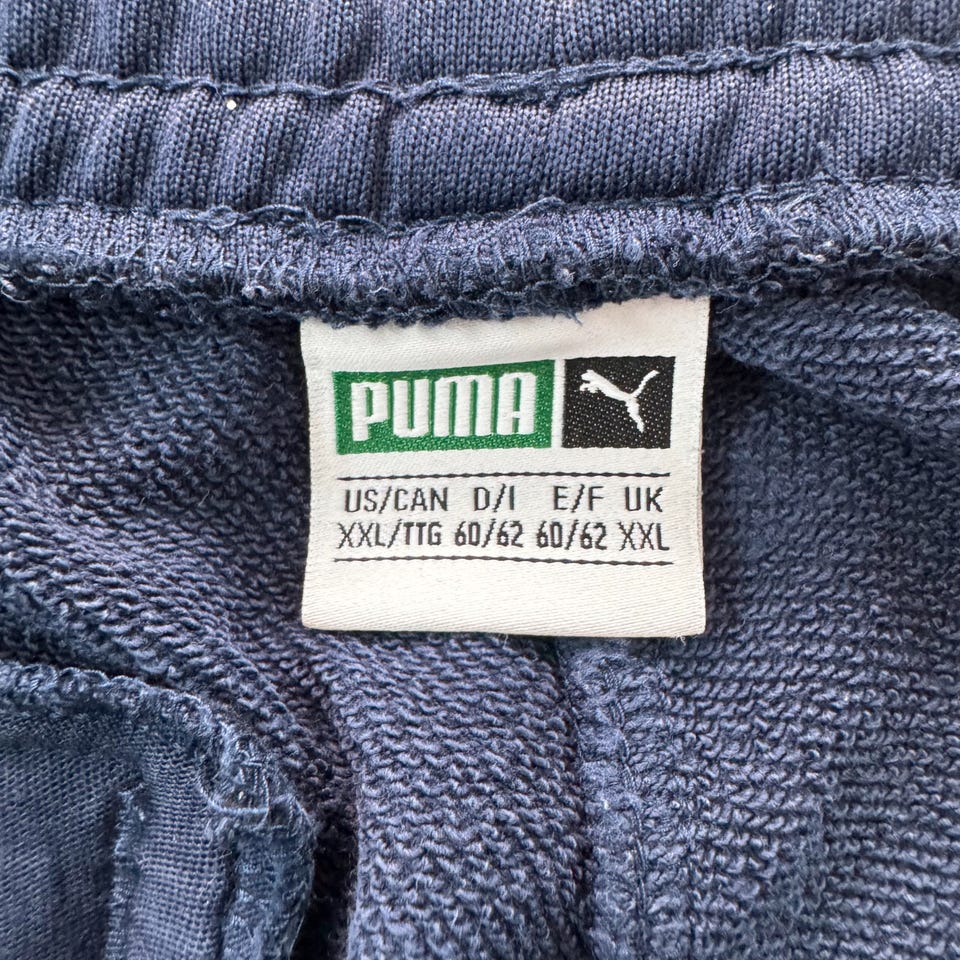 PUMA
US/CAN D/I E/F UK
XXL/TTG 60/62 60/62 XXL